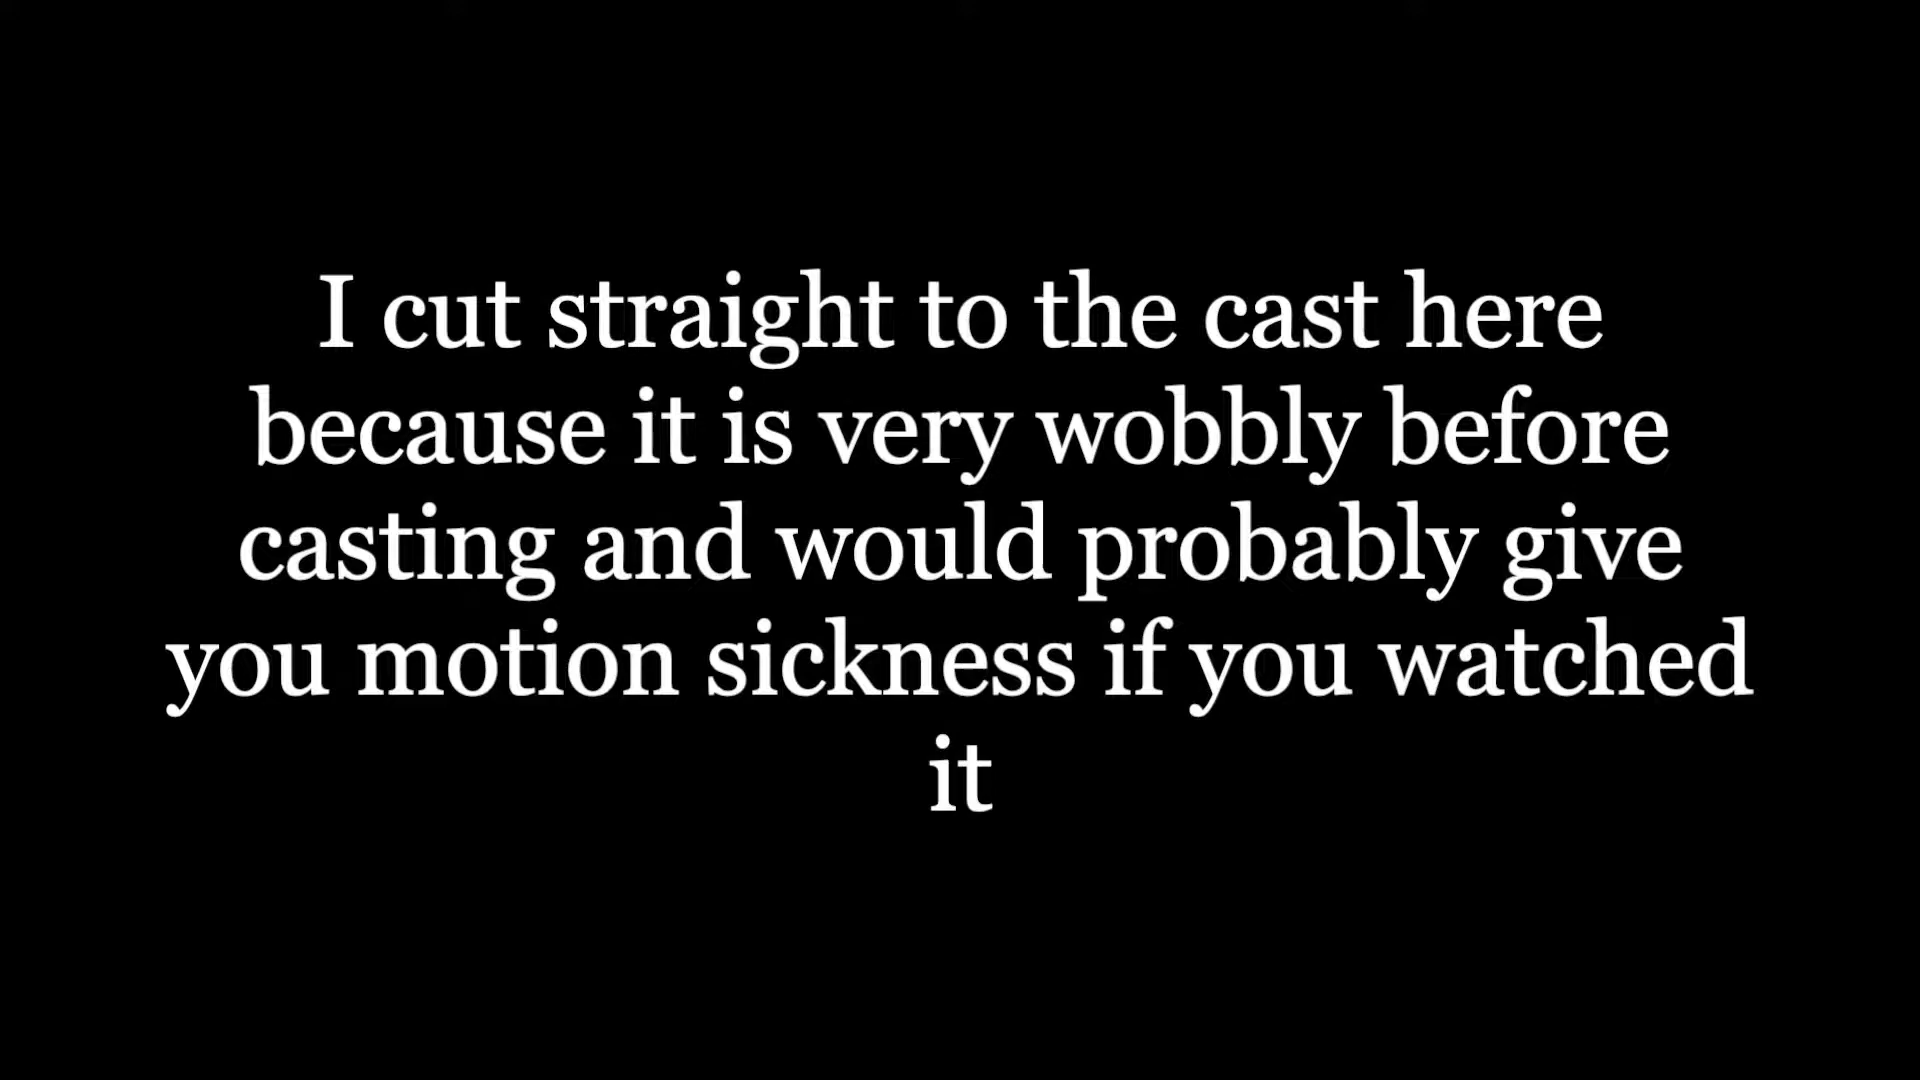 I cut straight to the cast here
because it is very wobbly before
casting and would probably give
you motion sickness if you watched
it